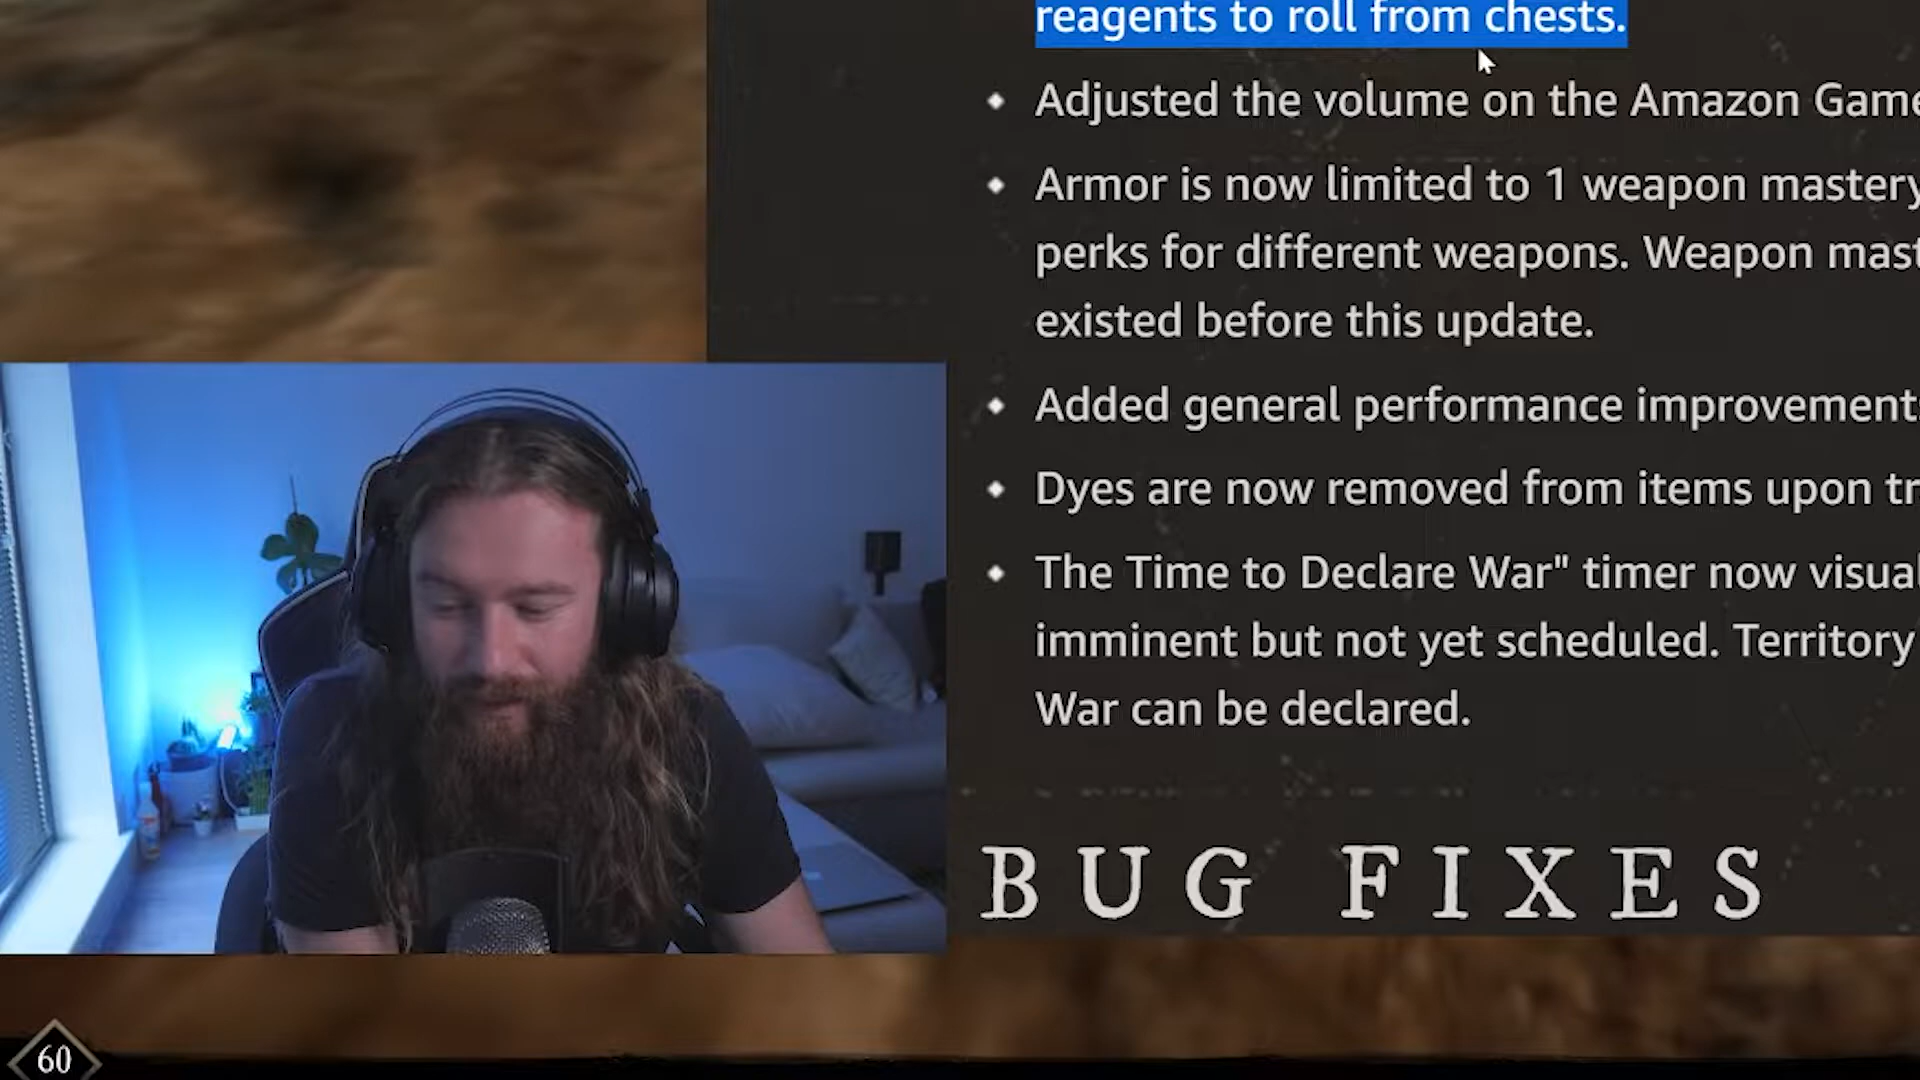 reagents to roll from chests.
Adjusted the volume on the Amazon Game
Armor is now limited to 1 weapon mastery
perks for different weapons. Weapon mast
existed before this update.
Added general performance improvement
Dyes are now removed from items upon tr
The Time to Declare War" timer now visual
imminent but not yet scheduled. Territory
War can be declared.
BUG FIXES
60